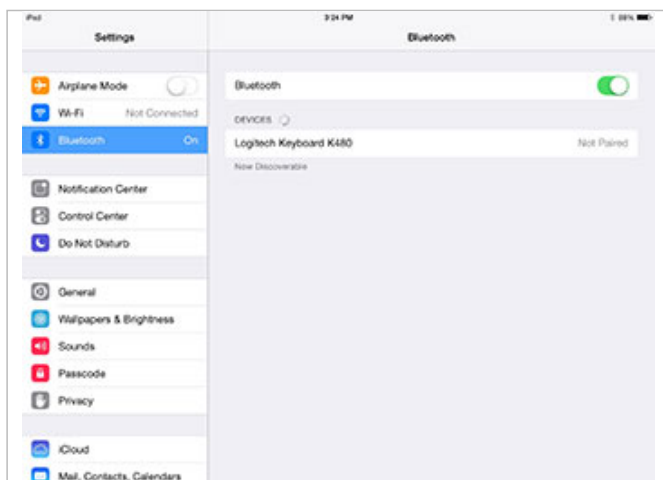 iPad
3:24 PM
88%
Settings
Bluetooth
Airplane Mode
Wi-Fi Not Connected
Bluetooth On
Notification Center
Control Center
Do Not Disturb
General
Wallpapers & Brightness
Sounds
Passcode
Privacy
iCloud
Mail, Contacts, Calendars
Bluetooth
DEVICES
Logitech Keyboard K480 Not Paired
Now Discoverable